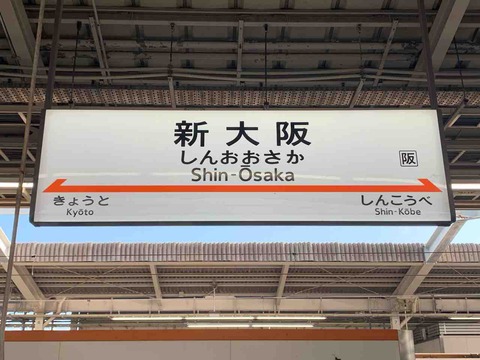 新大阪
しんおおさか
Shin-Ōsaka
阪
きょうと
Kyōto
しんこうべ
Shin-Kōbe